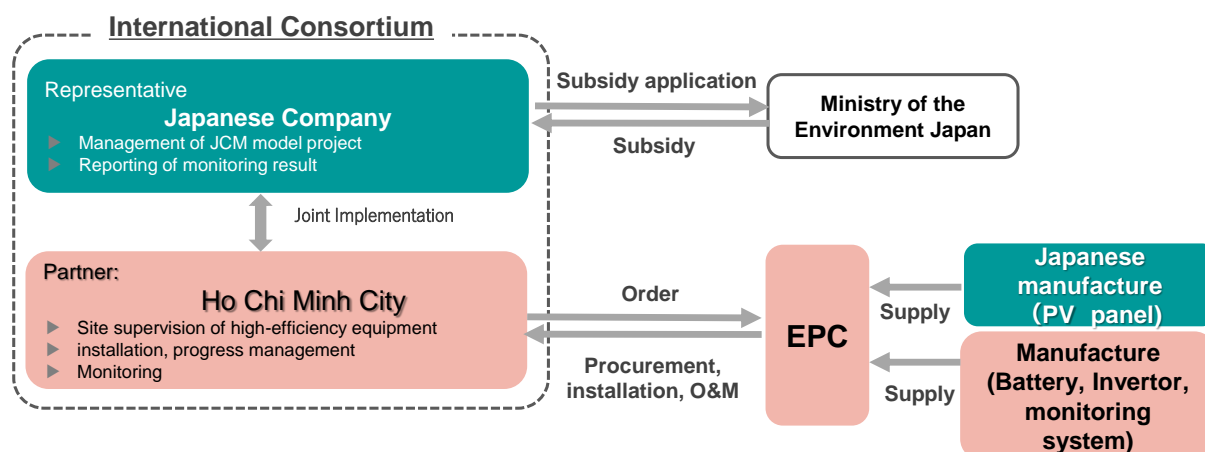 International Consortium
Representative
Japanese Company
Management of JCM model project
Reporting of monitoring result
Subsidy application
Subsidy
Ministry of the
Environment Japan
Joint Implementation
Partner:
Ho Chi Minh City
Site supervision of high-efficiency equipment
installation, progress management
Monitoring
Order
Procurement,
installation, O&M
EPC
Supply
Supply
Japanese
manufacture
（PV panel)
Manufacture
(Battery, Invertor,
monitoring
system)